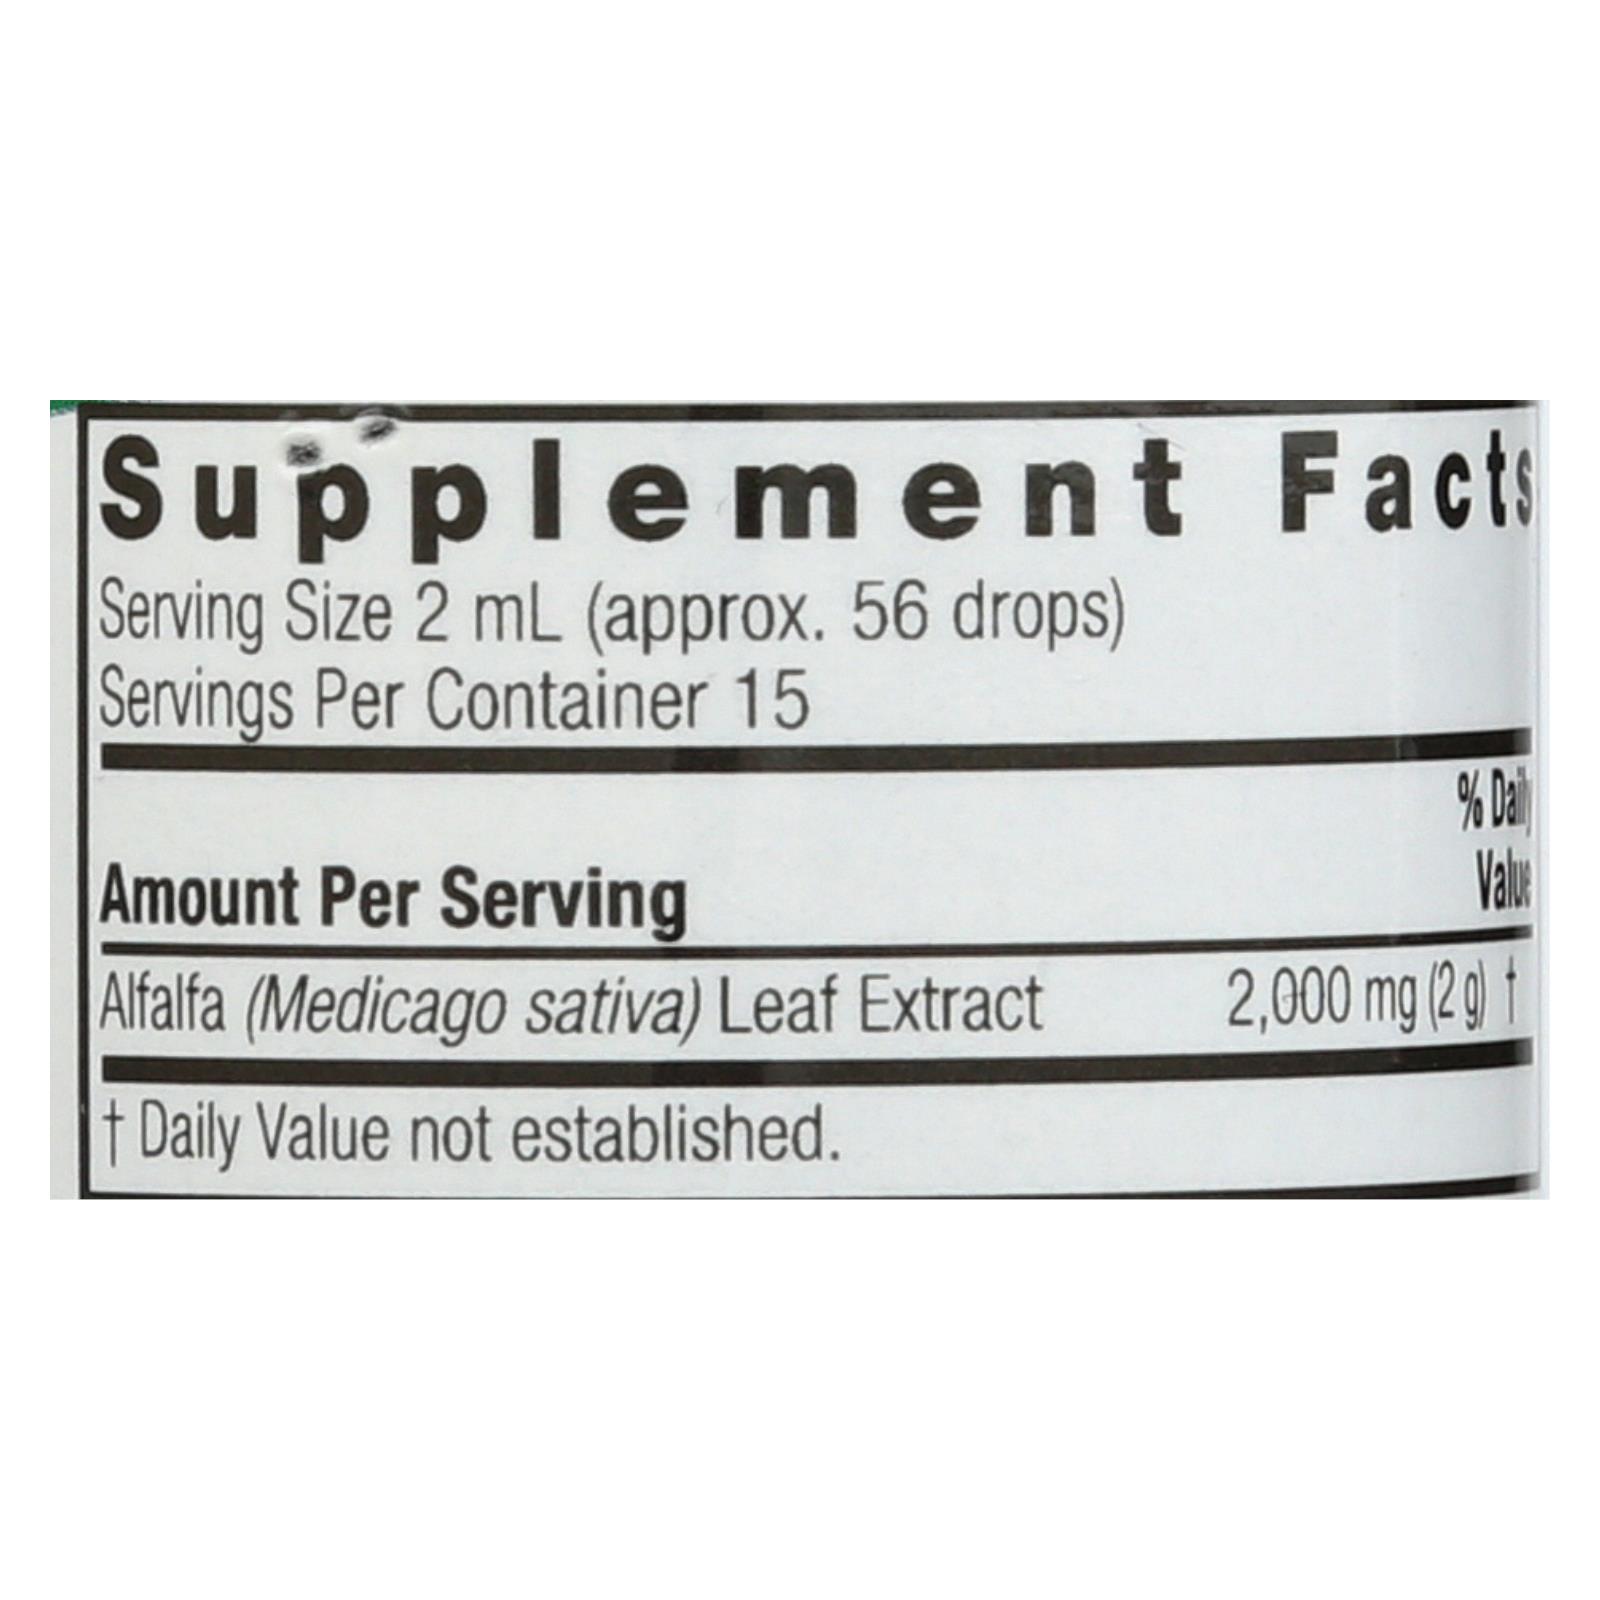 Supplement Facts
Serving Size 2 mL (approx. 56 drops)
Servings Per Container 15
% Daily
Value
Amount Per Serving
Alfalfa (Medicago sativa) Leaf Extract 2,000 mg (2 g) †
† Daily Value not established.